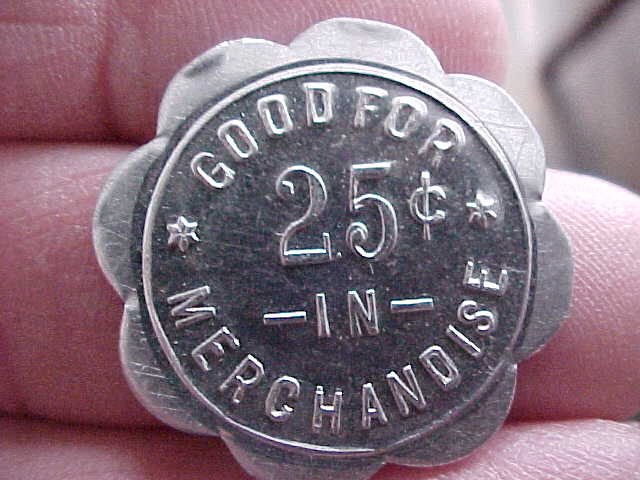 GOOD FOR
25¢
-IN-
MERCHANDISE